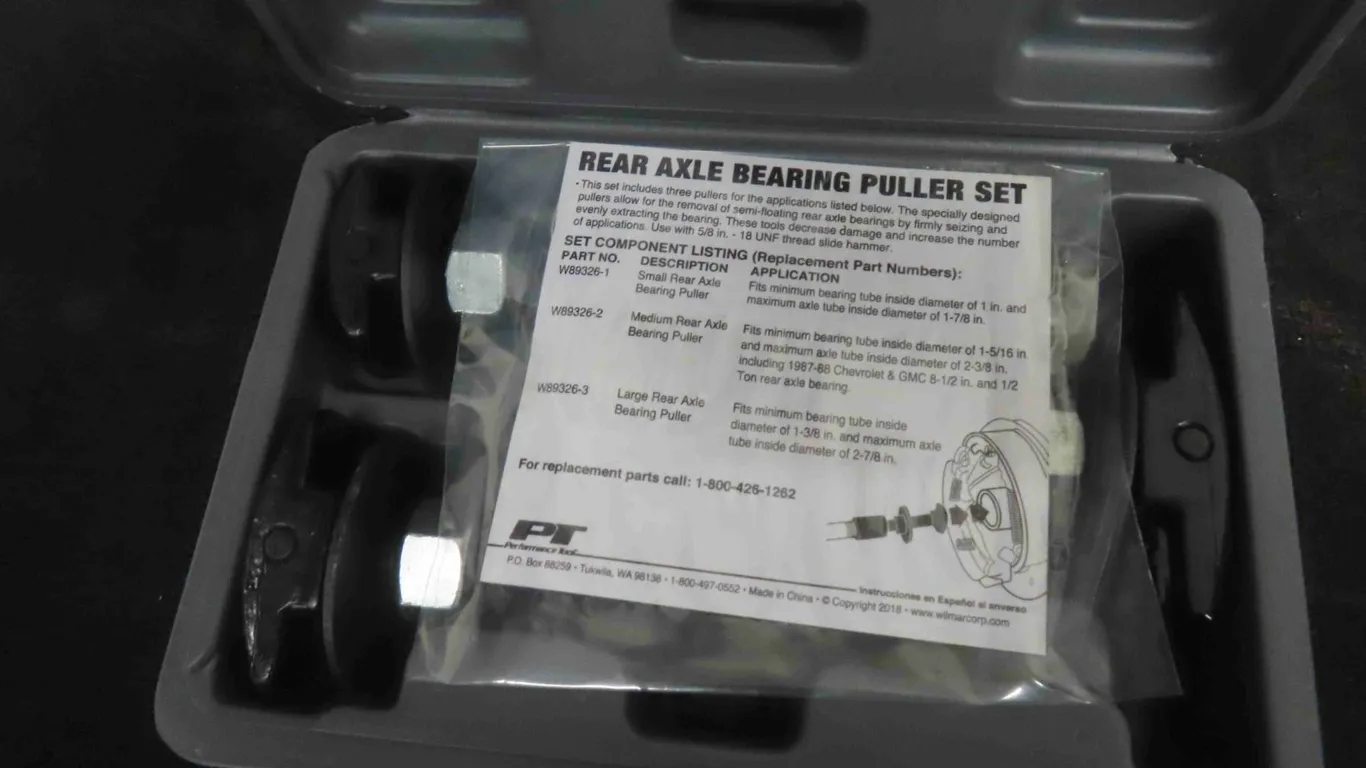 REAR AXLE BEARING PULLER SET
• This set includes three pullers for the applications listed below. The specially designed
pullers allow for the removal of semi-floating rear axle bearings by firmly seizing and
evenly extracting the bearing. These tools decrease damage and increase the number
of applications. Use with 5/8 in. - 18 UNF thread slide hammer.
SET COMPONENT LISTING (Replacement Part Numbers):
PART NO. DESCRIPTION APPLICATION
W89326-1 Small Rear Axle Fits minimum bearing tube inside diameter of 1 in. and
Bearing Puller maximum axle tube inside diameter of 1-7/8 in.
W89326-2 Medium Rear Axle Fits minimum bearing tube inside diameter of 1-5/16 in.
Bearing Puller and maximum axle tube inside diameter of 2-3/8 in.
including 1987-88 Chevrolet & GMC 8-1/2 in. and 1/2
Ton rear axle bearing.
W89326-3 Large Rear Axle Fits minimum bearing tube inside
Bearing Puller diameter of 1-3/8 in. and maximum axle
tube inside diameter of 2-7/8 in.
For replacement parts call: 1-800-426-1262
PT
Performance Tool
Instrucciones en Español al anverso
P.O. Box 88259 • Tukwila, WA 98138 • 1-800-497-0552 • Made in China • © Copyright 2018 • www.wilmarcorp.com